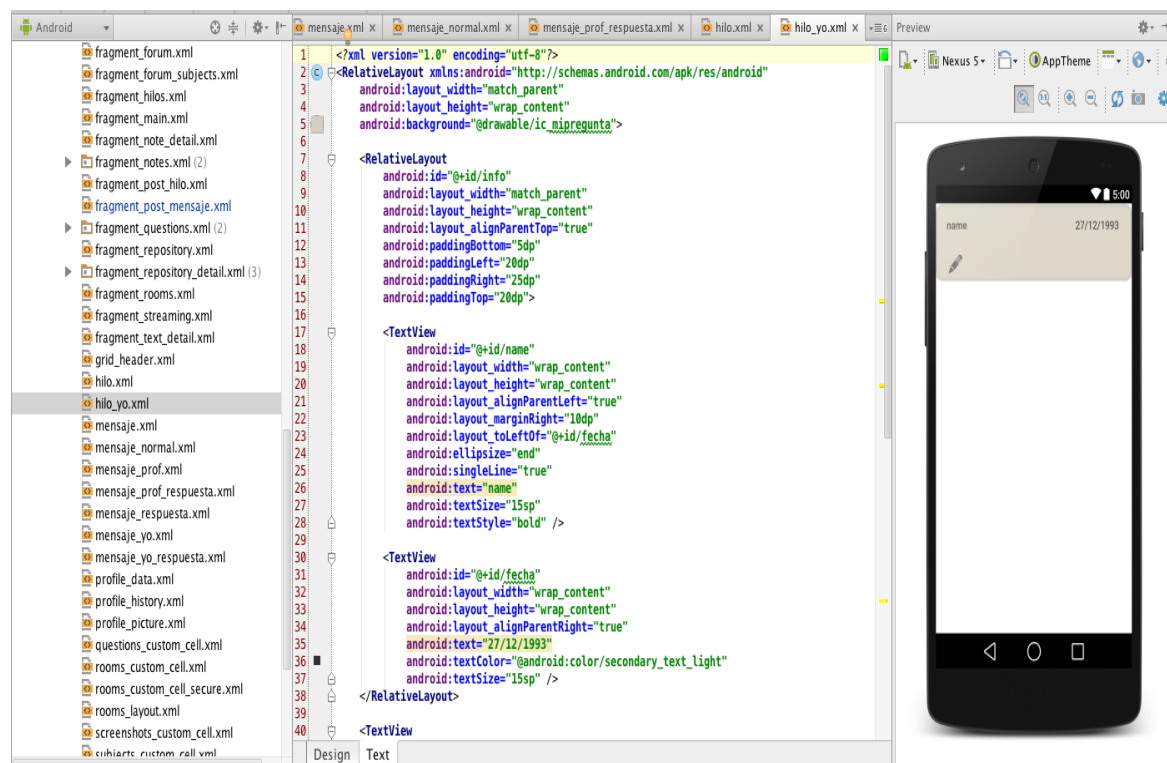 Android
mensaje.xml
mensaje_normal.xml
mensaje_prof_respuesta.xml
hilo.xml
hilo_yo.xml
Preview
fragment_forum.xml
fragment_forum_subjects.xml
fragment_hilos.xml
fragment_main.xml
fragment_note_detail.xml
fragment_notes.xml (2)
fragment_post_hilo.xml
fragment_post_mensaje.xml
fragment_questions.xml (2)
fragment_repository.xml
fragment_repository_detail.xml (3)
fragment_rooms.xml
fragment_streaming.xml
fragment_text_detail.xml
grid_header.xml
hilo.xml
hilo_yo.xml
mensaje.xml
mensaje_normal.xml
mensaje_prof.xml
mensaje_prof_respuesta.xml
mensaje_respuesta.xml
mensaje_yo.xml
mensaje_yo_respuesta.xml
profile_data.xml
profile_history.xml
profile_picture.xml
questions_custom_cell.xml
rooms_custom_cell.xml
rooms_custom_cell_secure.xml
rooms_layout.xml
screenshots_custom_cell.xml
subjects_custom_cell.xml
1 <?xml version="1.0" encoding="utf-8"?>
2 C <RelativeLayout xmlns:android="http://schemas.android.com/apk/res/android"
3 android:layout_width="match_parent"
4 android:layout_height="wrap_content"
5 android:background="@drawable/ic_mipregunta">
6
7 <RelativeLayout
8 android:id="@+id/info"
9 android:layout_width="match_parent"
10 android:layout_height="wrap_content"
11 android:layout_alignParentTop="true"
12 android:paddingBottom="5dp"
13 android:paddingLeft="20dp"
14 android:paddingRight="25dp"
15 android:paddingTop="20dp">
16
17 <TextView
18 android:id="@+id/name"
19 android:layout_width="wrap_content"
20 android:layout_height="wrap_content"
21 android:layout_alignParentLeft="true"
22 android:layout_marginRight="10dp"
23 android:layout_toLeftOf="@+id/fecha"
24 android:ellipsize="end"
25 android:singleLine="true"
26 android:text="name"
27 android:textSize="15sp"
28 android:textStyle="bold" />
29
30 <TextView
31 android:id="@+id/fecha"
32 android:layout_width="wrap_content"
33 android:layout_height="wrap_content"
34 android:layout_alignParentRight="true"
35 android:text="27/12/1993"
36 android:textColor="@android:color/secondary_text_light"
37 android:textSize="15sp" />
38 </RelativeLayout>
39
40 <TextView
Design Text
Nexus 5
AppTheme
5:00
name 27/12/1993